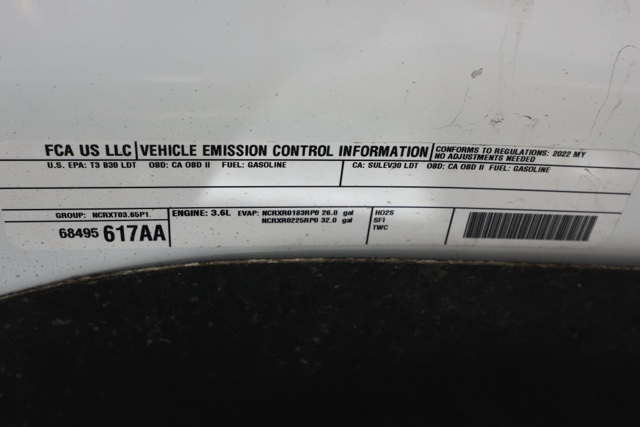 FCA US LLC VEHICLE EMISSION CONTROL INFORMATION CONFORMS TO REGULATIONS: 2022 MY
NO ADJUSTMENTS NEEDED
U.S. EPA: T3 B30 LDT OBD: CA OBD II FUEL: GASOLINE CA: SULEV30 LDT OBD: CA OBD II FUEL: GASOLINE
GROUP: NCRXT03.65P1. ENGINE: 3.6L EVAP: NCRXR0183RP0 26.0 gal HO2S
NCRXR0225RP0 32.0 gal SFI
68495 617AA TWC